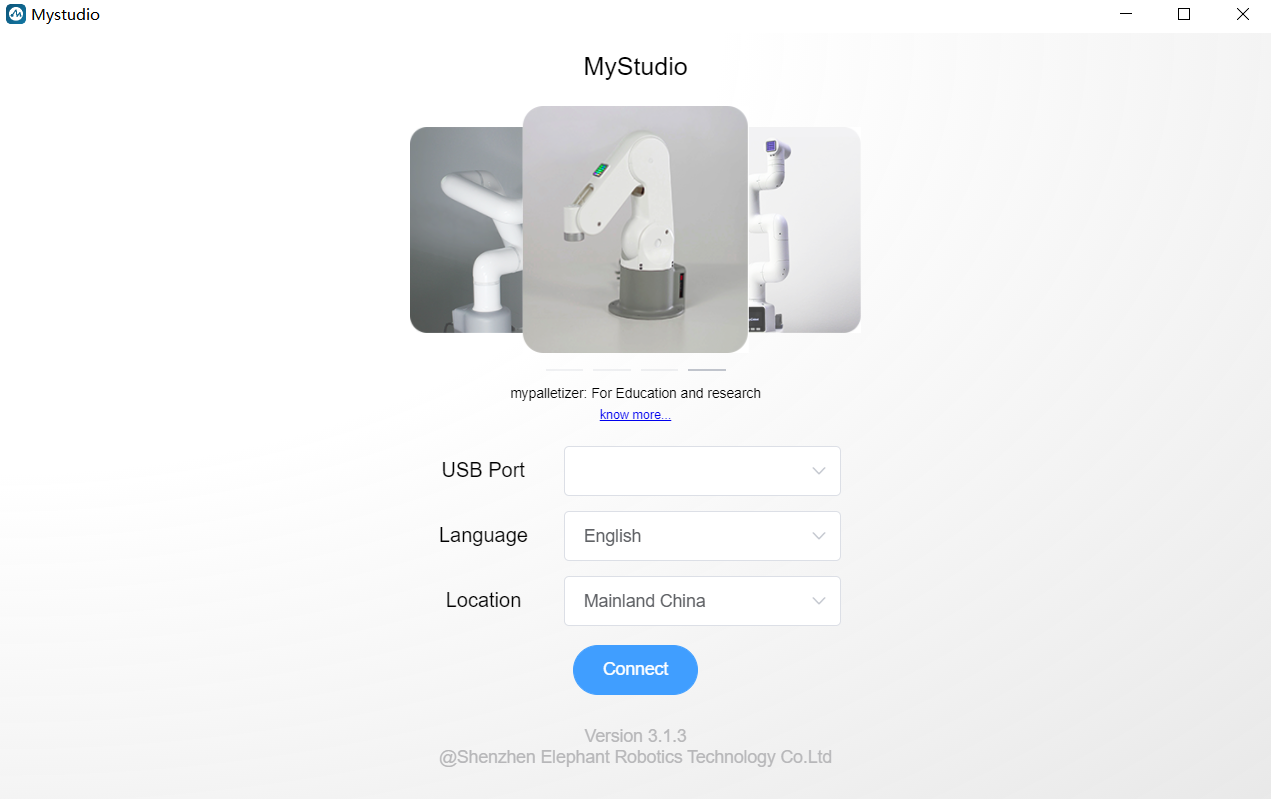 Mystudio
MyStudio
mypalletizer: For Education and research
know more...
USB Port
Language
English
Location
Mainland China
Connect
Version 3.1.3
@Shenzhen Elephant Robotics Technology Co.Ltd